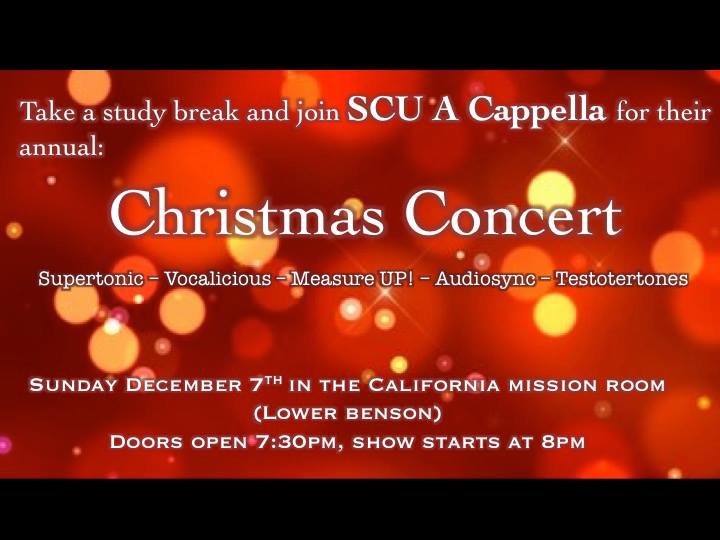 Take a study break and join SCU A Cappella for their
annual:
Christmas Concert
Supertonic – Vocalicious – Measure UP! – Audiosync – Testotertones
Sunday December 7th in the California mission room
(Lower benson)
Doors open 7:30pm, show starts at 8pm